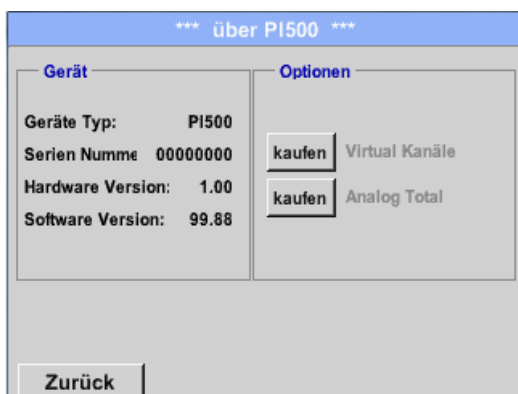 *** über PI500 ***
Gerät
Geräte Typ: PI500
Serien Numme 00000000
Hardware Version: 1.00
Software Version: 99.88
Optionen
kaufen Virtual Kanäle
kaufen Analog Total
Zurück